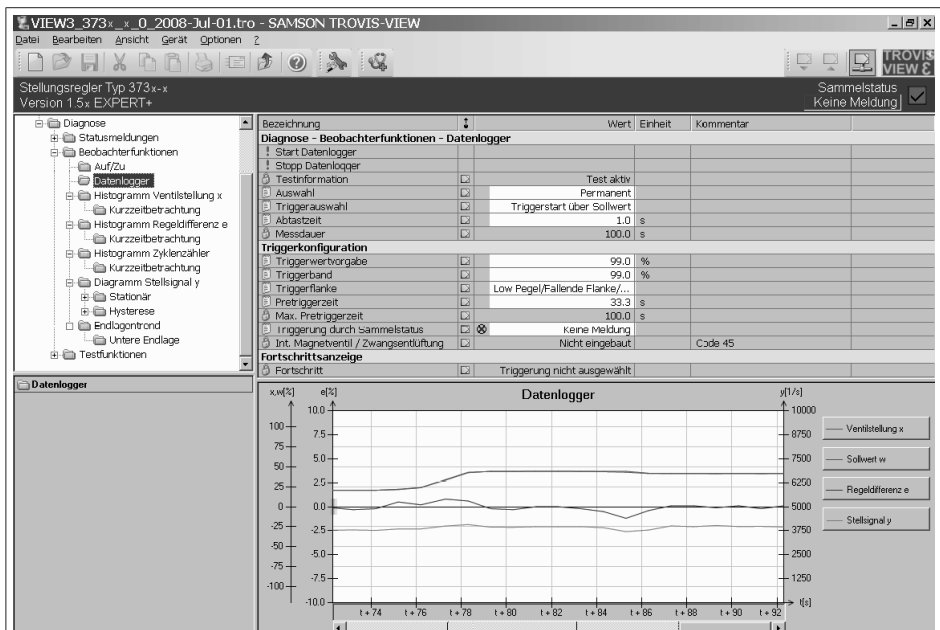 VIEW3_373x_x_0_2008-Jul-01.tro - SAMSON TROVIS-VIEW
Datei Bearbeiten Ansicht Gerät Optionen ?
TROVIS
VIEW 3
Stellungsregler Typ 373x-x
Version 1.5x EXPERT+
Sammelstatus
Keine Meldung
Diagnose
Statusmeldungen
Beobachterfunktionen
Auf/Zu
Datenlogger
Histogramm Ventilstellung x
Kurzzeitbetrachtung
Histogramm Regeldifferenz e
Kurzzeitbetrachtung
Histogramm Zyklenzähler
Kurzzeitbetrachtung
Diagramm Stellsignal y
Stationär
Hysterese
Endlagentrend
Untere Endlage
Testfunktionen
Bezeichnung Wert Einheit Kommentar
Diagnose - Beobachterfunktionen - Datenlogger
! Start Datenlogger
! Stopp Datenlogger
Testinformation Test aktiv
Auswahl Permanent
Triggerauswahl Triggerstart über Sollwert
Abtastzeit 1.0 s
Messdauer 100.0 s
Triggerkonfiguration
Triggerwertvorgabe 99.0 %
Triggerband 99.0 %
Triggerflanke Low Pegel/Fallende Flanke/...
Pretriggerzeit 33.3 s
Max. Pretriggerzeit 100.0 s
Triggerung durch Sammelstatus Keine Meldung
Int. Magnetventil / Zwangsentlüftung Nicht eingebaut Code 45
Fortschrittsanzeige
Fortschritt Triggerung nicht ausgewählt
Datenlogger
x,w[%] e[%] Datenlogger y[1/s]
10.0 10000
100 7.5 8750
75
50 5.0 7500
25 2.5 6250
0 0.0 5000
-25 -2.5 3750
-50 -5.0 2500
-75 -7.5 1250
-100
-10.0 t[s]
t + 74 t + 76 t + 78 t + 80 t + 82 t + 84 t + 86 t + 88 t + 90 t + 92
Ventilstellung x
Sollwert w
Regeldifferenz e
Stellsignal y